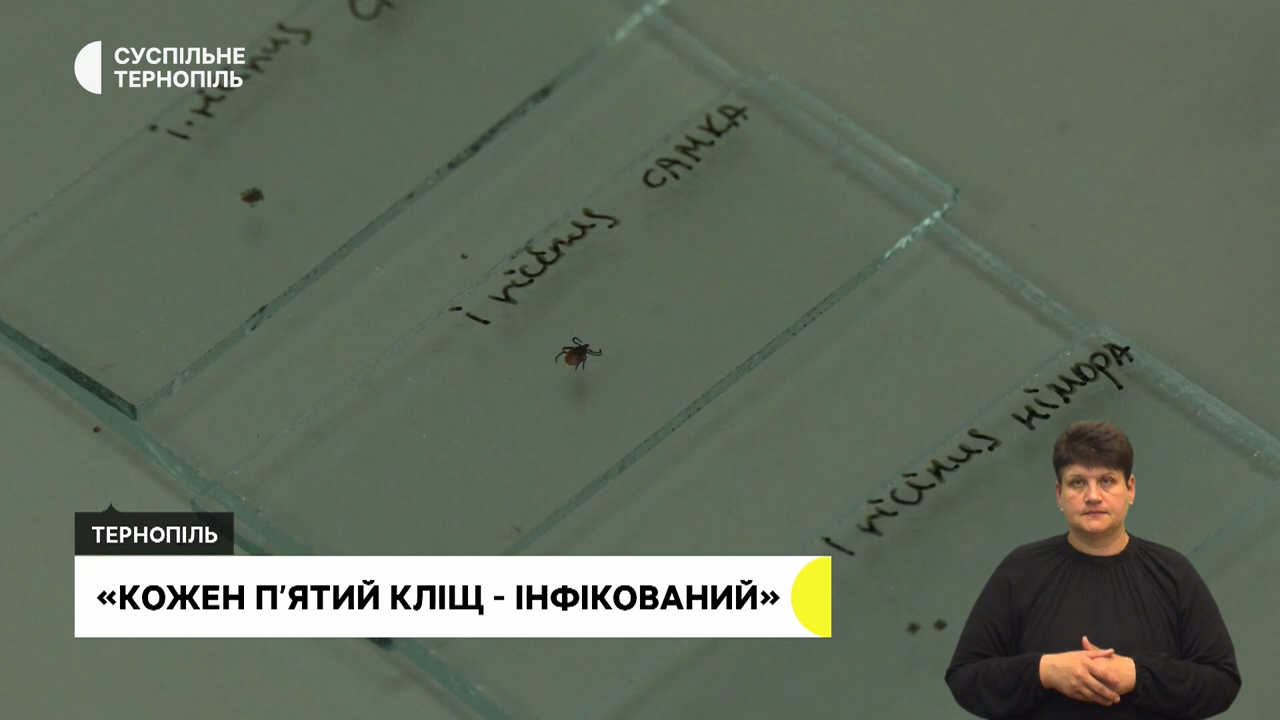 СУСПІЛЬНЕ
ТЕРНОПІЛЬ
І ricinus САМКА
І ricinus німфа
ТЕРНОПІЛЬ
«КОЖЕН П'ЯТИЙ КЛІЩ - ІНФІКОВАНИЙ»